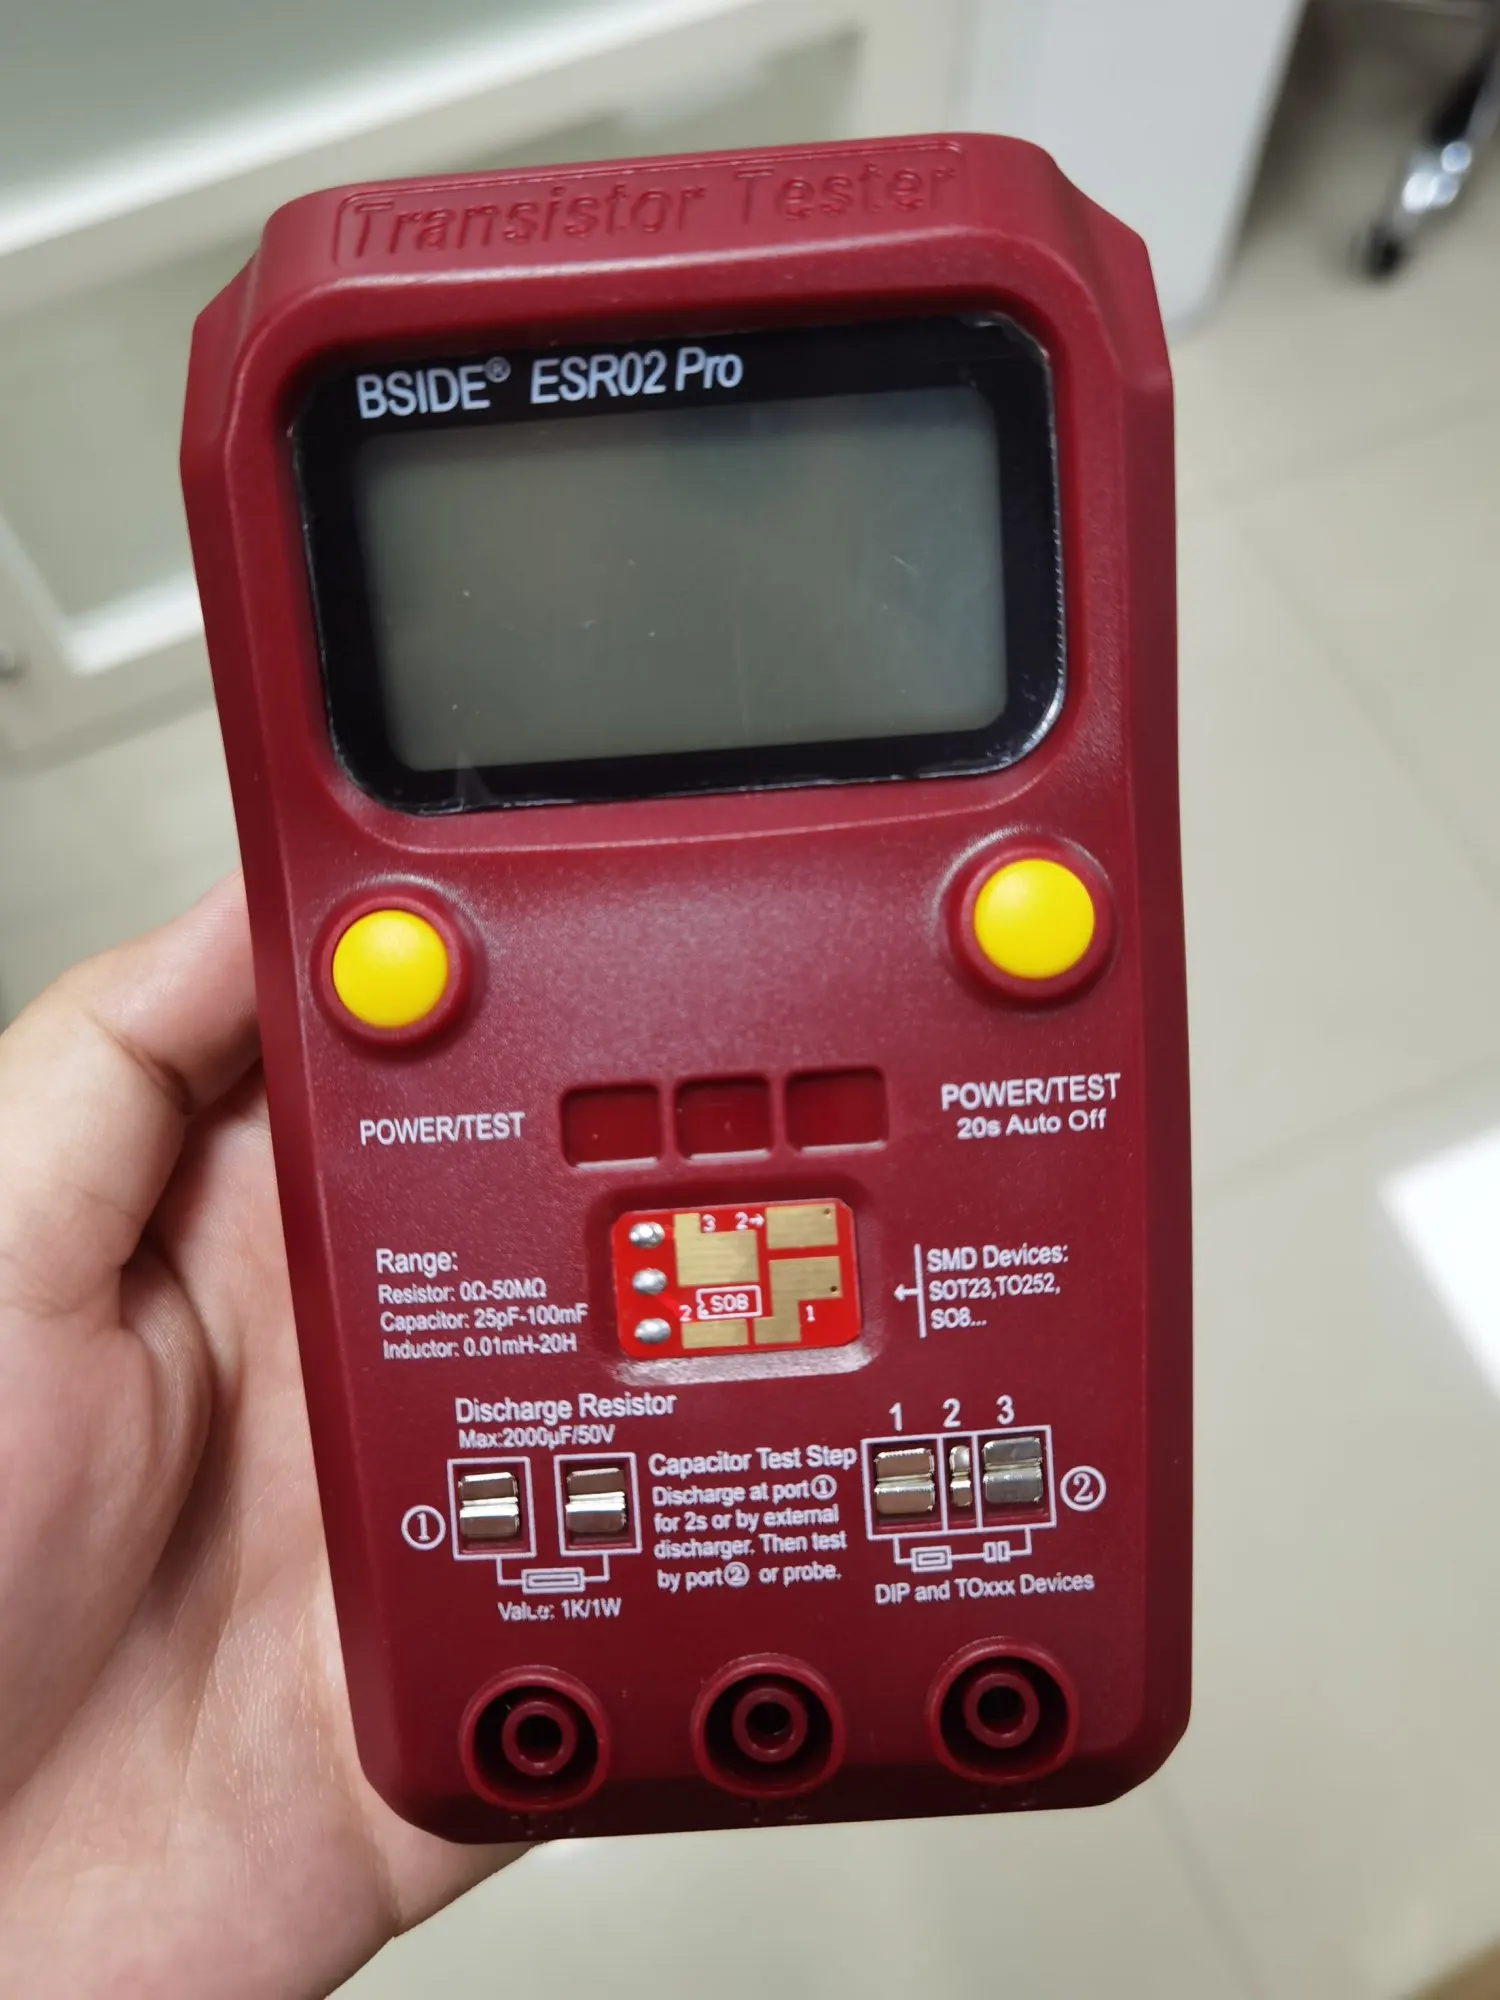 Transistor Tester
BSIDE® ESR02 Pro
POWER/TEST
POWER/TEST
20s Auto Off
3 2→
2 SO8 1
Range:
Resistor: 0Ω-50MΩ
Capacitor: 25pF-100mF
Inductor: 0.01mH-20H
SMD Devices:
SOT23,TO252,
SO8...
Discharge Resistor
Max:2000µF/50V
①
Value: 1K/1W
Capacitor Test Step
Discharge at port①
for 2s or by external
discharger. Then test
by port② or probe.
1 2 3
②
DIP and TOxxx Devices